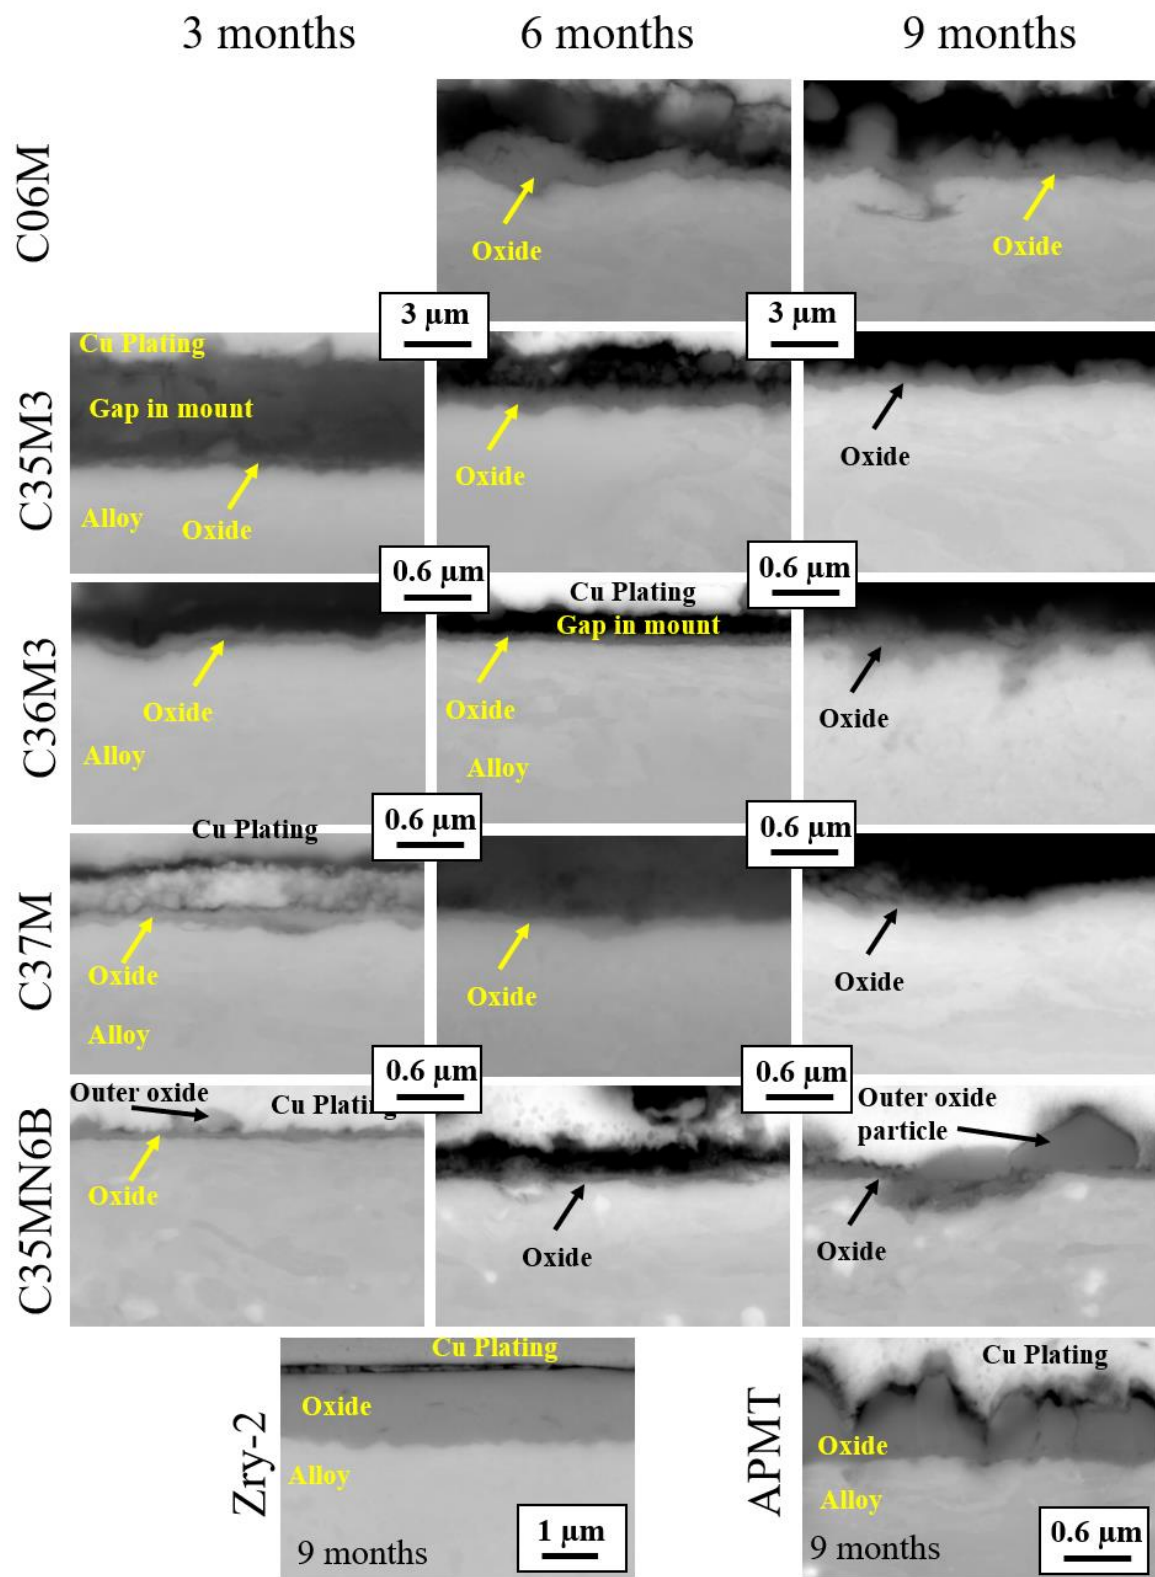 3 months
6 months
9 months
C06M
Oxide
Oxide
3 µm
3 µm
C35M3
Cu Plating
Gap in mount
Alloy
Oxide
Oxide
Oxide
0.6 µm
0.6 µm
C36M3
Oxide
Alloy
Cu Plating
Gap in mount
Oxide
Alloy
Oxide
0.6 µm
0.6 µm
C37M
Cu Plating
Oxide
Alloy
Oxide
Oxide
0.6 µm
0.6 µm
C35MN6B
Outer oxide
Cu Plating
Oxide
Oxide
Outer oxide
particle
Oxide
Zry-2
Cu Plating
Oxide
Alloy
9 months
1 µm
APMT
Cu Plating
Oxide
Alloy
9 months
0.6 µm